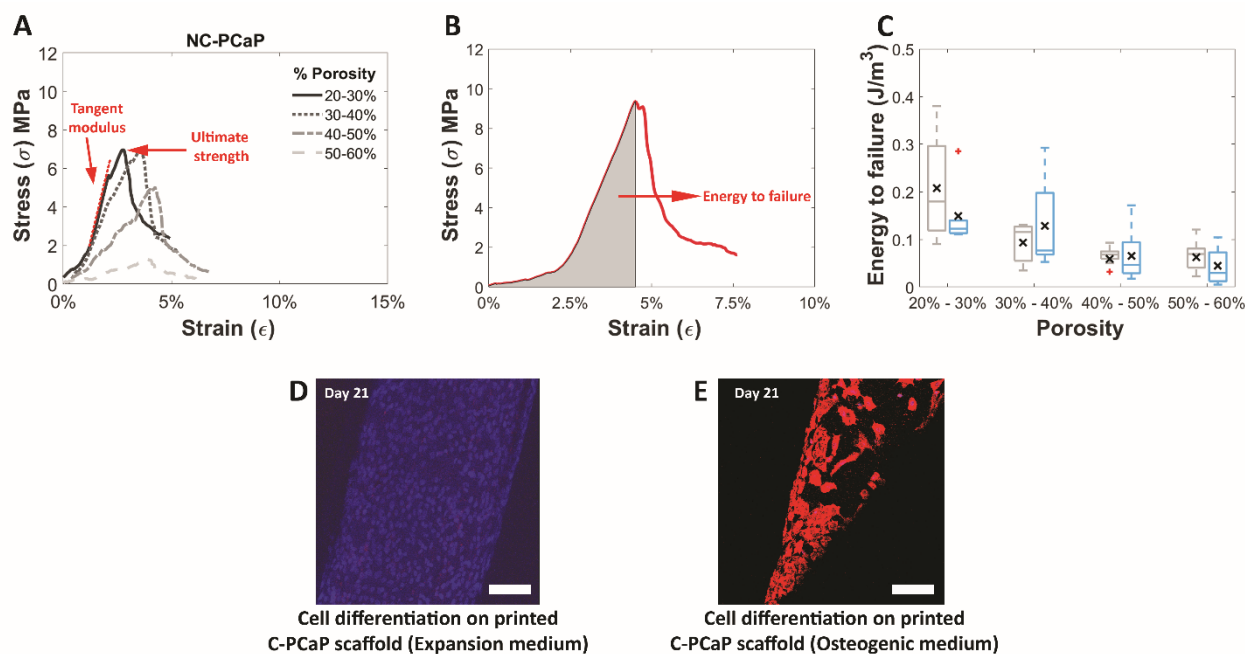 A
NC-PCaP
12
10
8
6
4
2
0
0%
5%
10%
15%
Stress (σ) MPa
Strain (ϵ)
% Porosity
20-30%
30-40%
40-50%
50-60%
Tangent
modulus
Ultimate
strength
B
12
10
8
6
4
2
0
0%
2.5%
5%
7.5%
10%
Stress (σ) MPa
Strain (ϵ)
Energy to failure
C
0.5
0.4
0.3
0.2
0.1
0
Energy to failure (J/m³)
20% - 30%
30% - 40%
40% - 50%
50% - 60%
Porosity
D
Day 21
Cell differentiation on printed
C-PCaP scaffold (Expansion medium)
E
Day 21
Cell differentiation on printed
C-PCaP scaffold (Osteogenic medium)